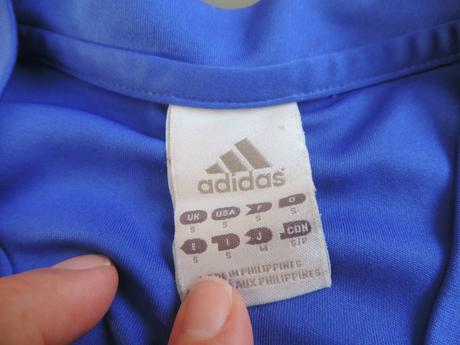 adidas
UK USA F D
S S S S
E I J CDN
S S M S/P
IN PHILIPPINES
AUX PHILIPPINES